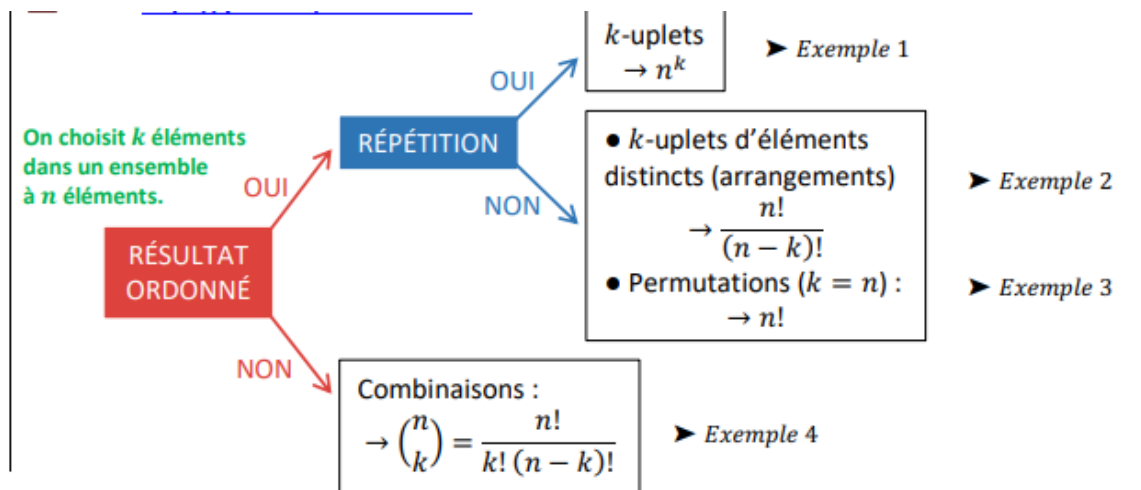 k-uplets
→ n^k
➤ Exemple 1
OUI
On choisit k éléments
dans un ensemble
à n éléments.
OUI
RÉPÉTITION
NON
● k-uplets d'éléments
distincts (arrangements)
→ n!/(n − k)!
➤ Exemple 2
● Permutations (k = n) :
→ n!
➤ Exemple 3
RÉSULTAT
ORDONNÉ
NON
Combinaisons :
→ (n k) = n!/(k! (n − k)!)
➤ Exemple 4